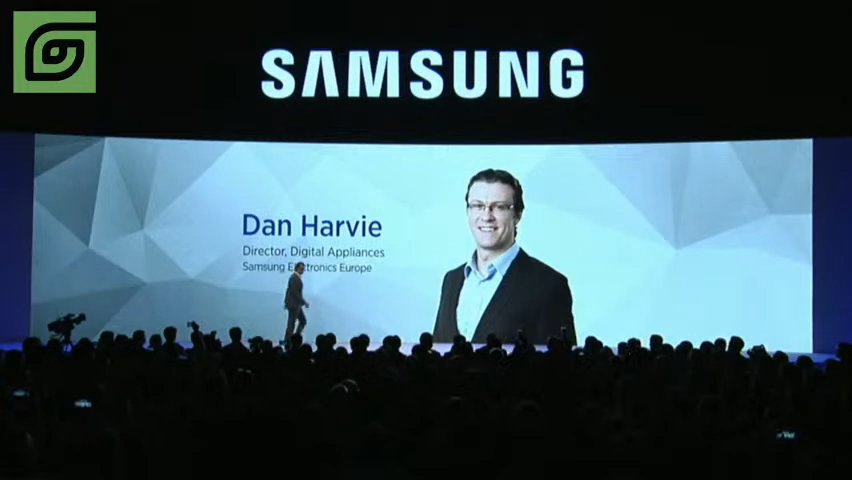 SAMSUNG
Dan Harvie
Director, Digital Appliances
Samsung Electronics Europe